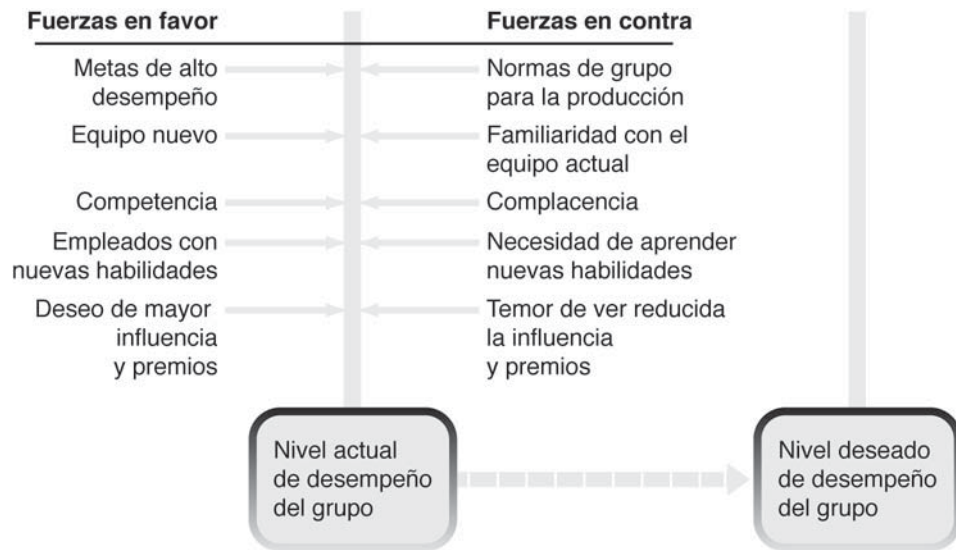 Fuerzas en favor
Fuerzas en contra
Metas de alto
desempeño
Normas de grupo
para la producción
Equipo nuevo
Familiaridad con el
equipo actual
Competencia
Complacencia
Empleados con
nuevas habilidades
Necesidad de aprender
nuevas habilidades
Deseo de mayor
influencia
y premios
Temor de ver reducida
la influencia
y premios
Nivel actual
de desempeño
del grupo
Nivel deseado
de desempeño
del grupo